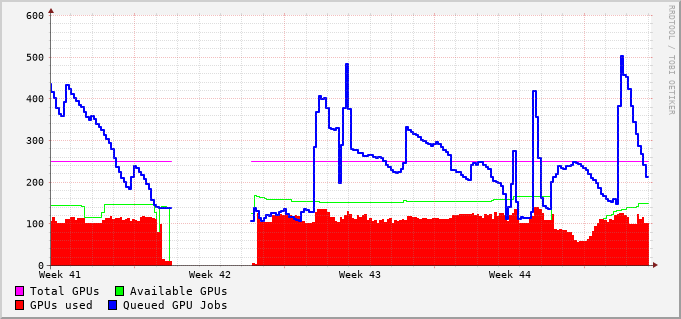 600
500
400
300
200
100
0
Week 41 Week 42 Week 43 Week 44
Total GPUs Available GPUs
GPUs used Queued GPU Jobs
RRDTOOL / TOBI OETIKER